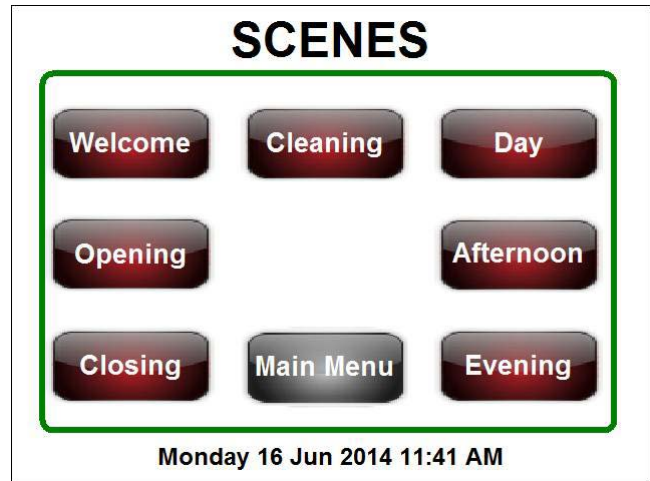 SCENES
Welcome Cleaning Day
Opening Afternoon
Closing Main Menu Evening
Monday 16 Jun 2014 11:41 AM